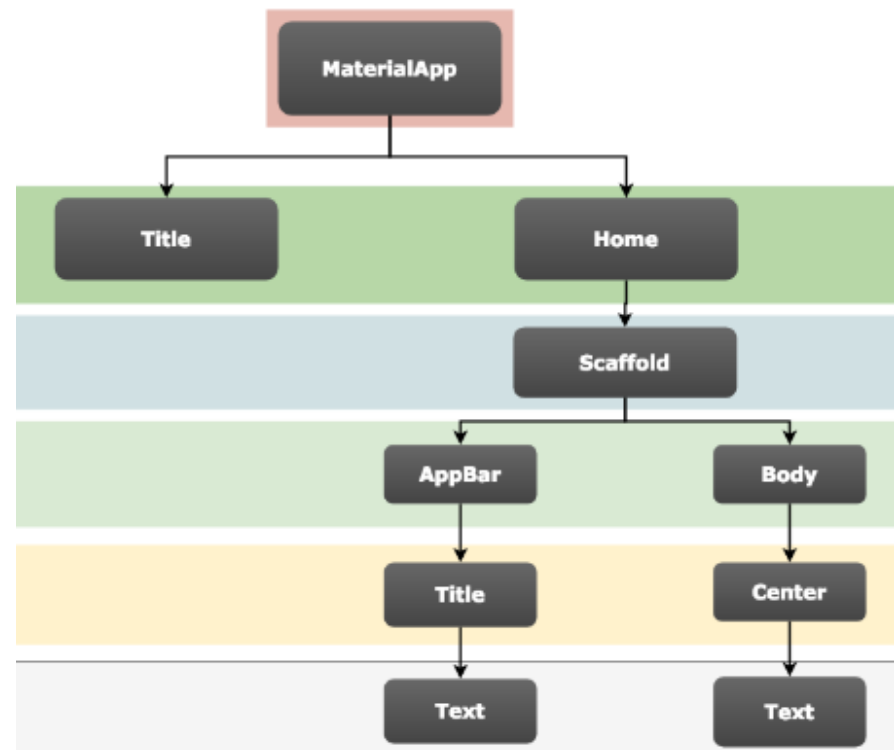 MaterialApp
Title
Home
Scaffold
AppBar
Body
Title
Center
Text
Text